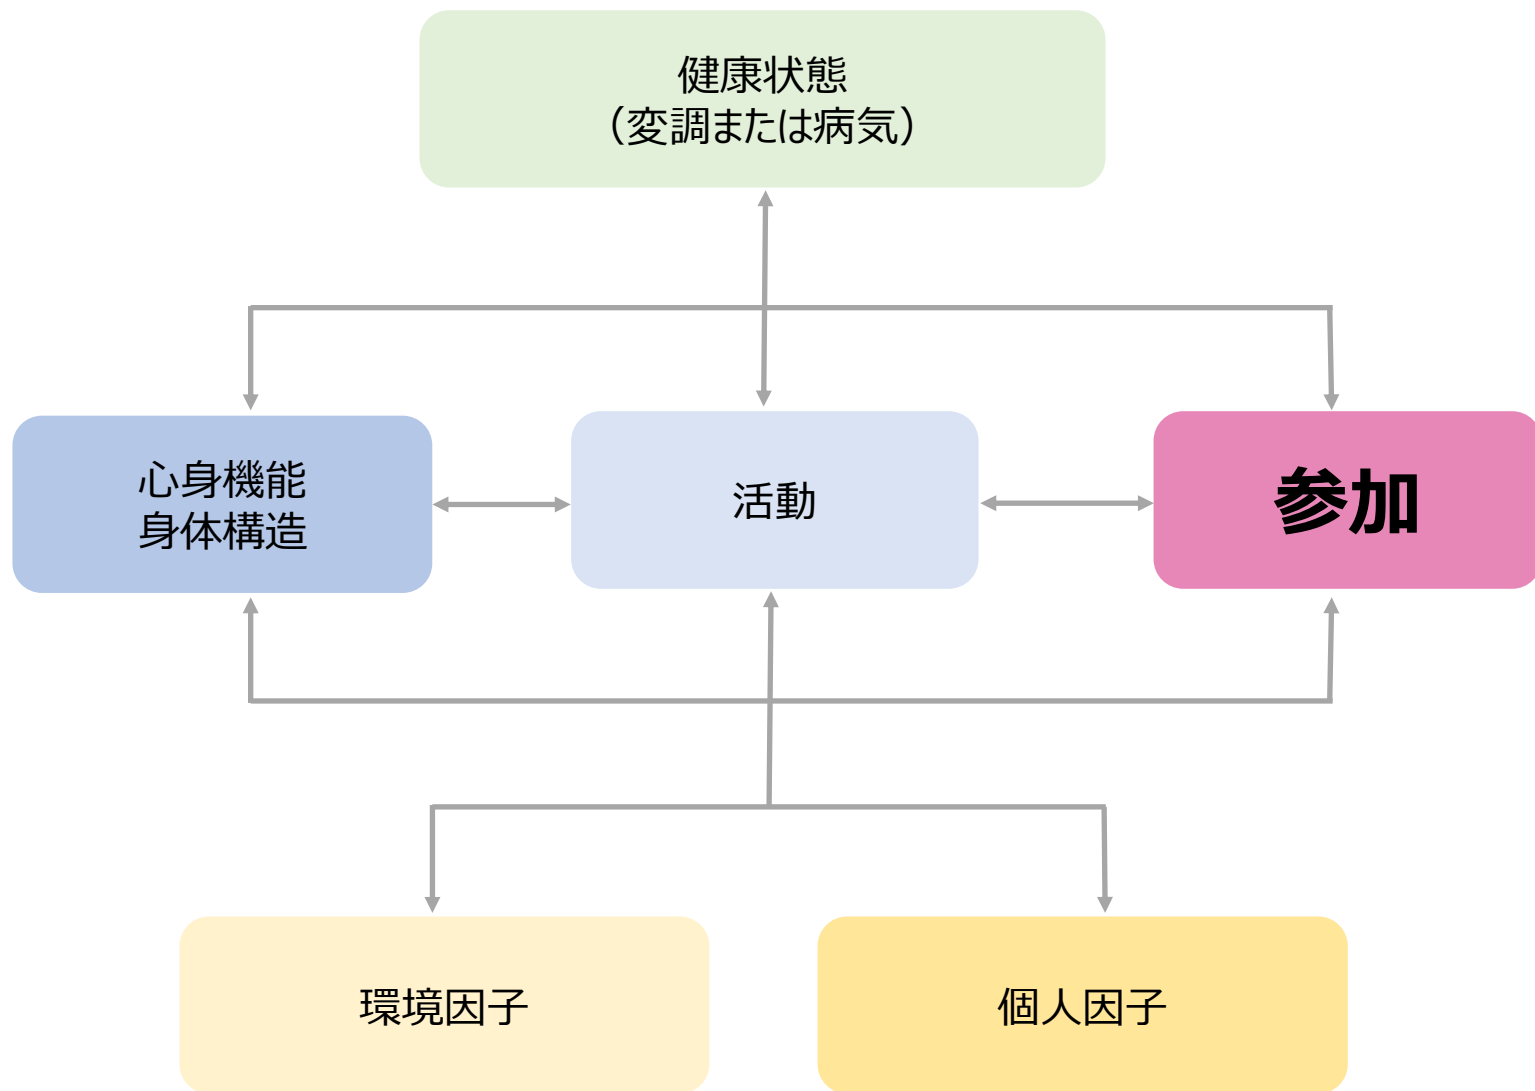 健康状態
（変調または病気）
心身機能
身体構造
活動
参加
環境因子
個人因子